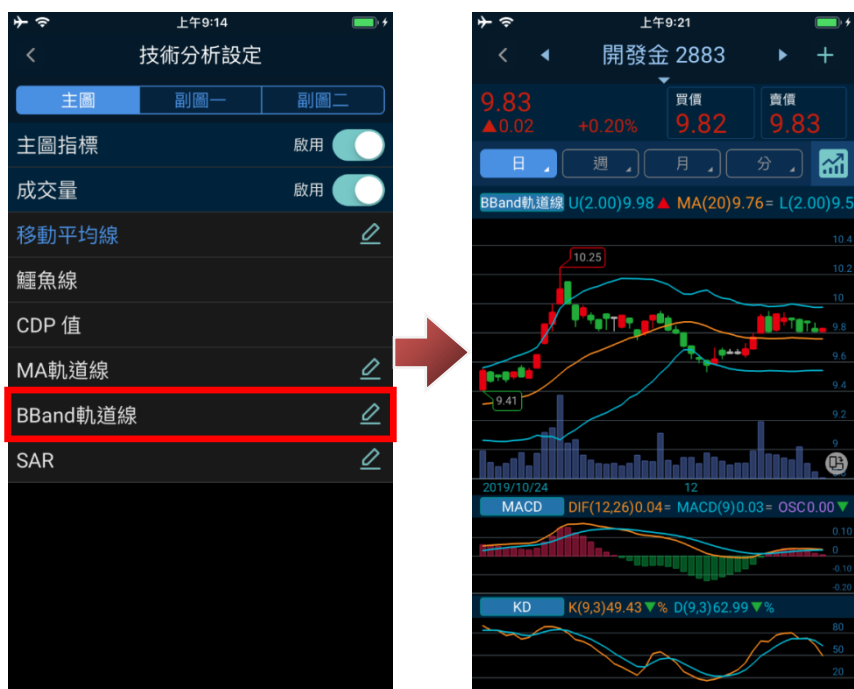 上午9:14
技術分析設定
主圖 副圖一 副圖二
主圖指標 啟用
成交量 啟用
移動平均線
鱷魚線
CDP 值
MA軌道線
BBand軌道線
SAR
上午9:21
開發金 2883
9.83 買價 賣價
▲0.02 +0.20% 9.82 9.83
日 週 月 分
BBand軌道線 U(2.00)9.98▲ MA(20)9.76= L(2.00)9.5
10.4
10.25
10.2
10
9.8
9.6
9.4
9.41
9.2
9
2019/10/24 12
MACD DIF(12,26)0.04= MACD(9)0.03= OSC0.00▼
0.10
0
-0.10
-0.20
KD K(9,3)49.43▼% D(9,3)62.99▼%
80
50
20